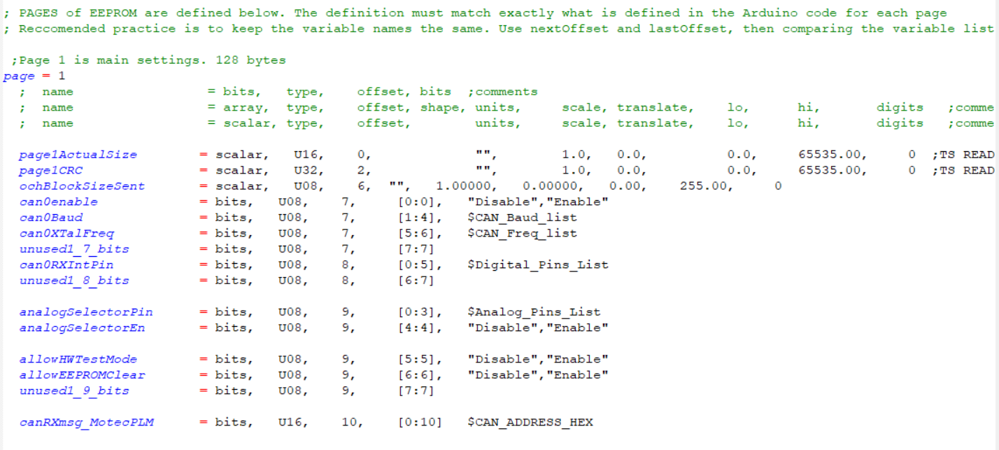 ; PAGES of EEPROM are defined below. The definition must match exactly what is defined in the Arduino code for each page
; Reccomended practice is to keep the variable names the same. Use nextOffset and lastOffset, then comparing the variable list
;Page 1 is main settings. 128 bytes
page = 1
; name = bits, type, offset, bits ;comments
; name = array, type, offset, shape, units, scale, translate, lo, hi, digits ;comme
; name = scalar, type, offset, units, scale, translate, lo, hi, digits ;comme
page1ActualSize = scalar, U16, 0, "", 1.0, 0.0, 0.0, 65535.00, 0 ;TS READ
page1CRC = scalar, U32, 2, "", 1.0, 0.0, 0.0, 65535.00, 0 ;TS READ
ochBlockSizeSent = scalar, U08, 6, "", 1.00000, 0.00000, 0.00, 255.00, 0
can0enable = bits, U08, 7, [0:0], "Disable","Enable"
can0Baud = bits, U08, 7, [1:4], $CAN_Baud_list
can0XTalFreq = bits, U08, 7, [5:6], $CAN_Freq_list
unused1_7_bits = bits, U08, 7, [7:7]
can0RXIntPin = bits, U08, 8, [0:5], $Digital_Pins_List
unused1_8_bits = bits, U08, 8, [6:7]
analogSelectorPin = bits, U08, 9, [0:3], $Analog_Pins_List
analogSelectorEn = bits, U08, 9, [4:4], "Disable","Enable"
allowHWTestMode = bits, U08, 9, [5:5], "Disable","Enable"
allowEEPROMClear = bits, U08, 9, [6:6], "Disable","Enable"
unused1_9_bits = bits, U08, 9, [7:7]
canRXmsg_MotecPLM = bits, U16, 10, [0:10] $CAN_ADDRESS_HEX